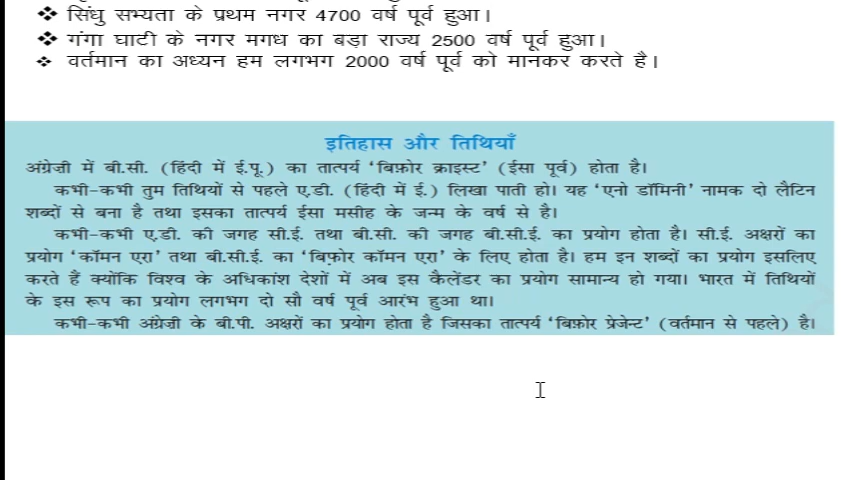 ❖ सिंधु सभ्यता के प्रथम नगर 4700 वर्ष पूर्व हुआ।
❖ गंगा घाटी के नगर मगध का बड़ा राज्य 2500 वर्ष पूर्व हुआ।
❖ वर्तमान का अध्यन हम लगभग 2000 वर्ष पूर्व को मानकर करते है।
इतिहास और तिथियाँ
अंग्रेज़ी में बी.सी. (हिंदी में ई.पू.) का तात्पर्य ‘बिफ़ोर क्राइस्ट’ (ईसा पूर्व) होता है।
कभी-कभी तुम तिथियों से पहले ए.डी. (हिंदी में ई.) लिखा पाती हो। यह ‘एनो डॉमिनी’ नामक दो लैटिन
शब्दों से बना है तथा इसका तात्पर्य ईसा मसीह के जन्म के वर्ष से है।
कभी-कभी ए.डी. की जगह सी.ई. तथा बी.सी. की जगह बी.सी.ई. का प्रयोग होता है। सी.ई. अक्षरों का
प्रयोग ‘कॉमन एरा’ तथा बी.सी.ई. का ‘बिफ़ोर कॉमन एरा’ के लिए होता है। हम इन शब्दों का प्रयोग इसलिए
करते हैं क्योंकि विश्व के अधिकांश देशों में अब इस कैलेंडर का प्रयोग सामान्य हो गया। भारत में तिथियों
के इस रूप का प्रयोग लगभग दो सौ वर्ष पूर्व आरंभ हुआ था।
कभी-कभी अंग्रेज़ी के बी.पी. अक्षरों का प्रयोग होता है जिसका तात्पर्य ‘बिफ़ोर प्रेजेन्ट’ (वर्तमान से पहले) है।